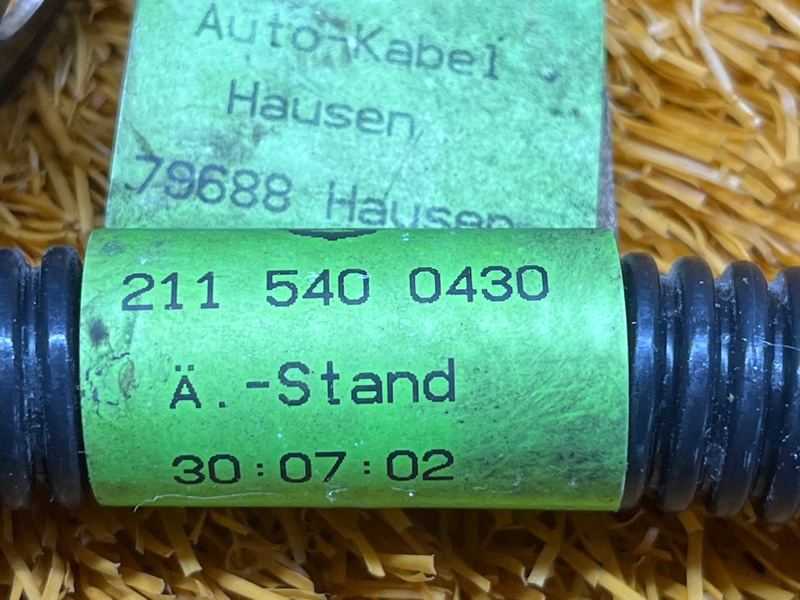 Auto-Kabel
Hausen
79688 Hausen
211 540 0430
Ä.-Stand
30:07:02